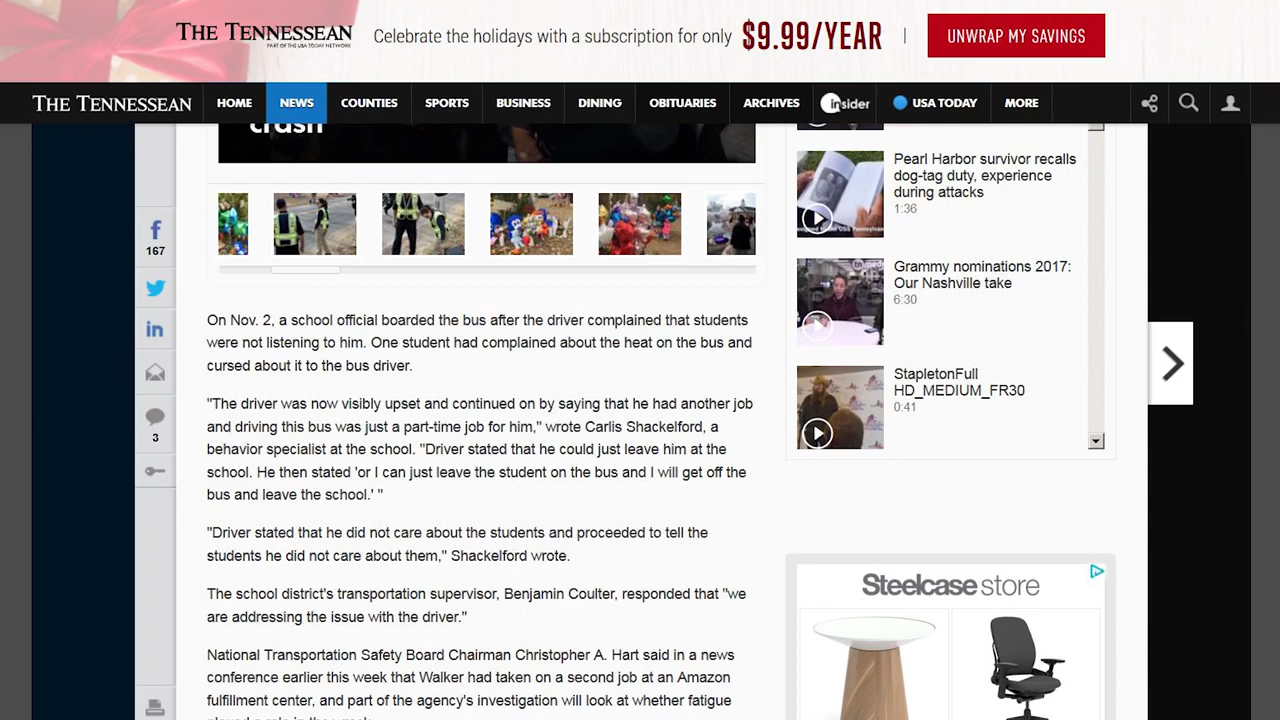 THE TENNESSEAN
PART OF THE USA TODAY NETWORK
Celebrate the holidays with a subscription for only $9.99/YEAR | UNWRAP MY SAVINGS
THE TENNESSEAN HOME NEWS COUNTIES SPORTS BUSINESS DINING OBITUARIES ARCHIVES insider USA TODAY MORE
crash
167
3
On Nov. 2, a school official boarded the bus after the driver complained that students
were not listening to him. One student had complained about the heat on the bus and
cursed about it to the bus driver.
"The driver was now visibly upset and continued on by saying that he had another job
and driving this bus was just a part-time job for him," wrote Carlis Shackelford, a
behavior specialist at the school. "Driver stated that he could just leave him at the
school. He then stated 'or I can just leave the student on the bus and I will get off the
bus and leave the school.' "
"Driver stated that he did not care about the students and proceeded to tell the
students he did not care about them," Shackelford wrote.
The school district's transportation supervisor, Benjamin Coulter, responded that "we
are addressing the issue with the driver."
National Transportation Safety Board Chairman Christopher A. Hart said in a news
conference earlier this week that Walker had taken on a second job at an Amazon
fulfillment center, and part of the agency's investigation will look at whether fatigue
Pearl Harbor survivor recalls
dog-tag duty, experience
during attacks
1:36
Grammy nominations 2017:
Our Nashville take
6:30
StapletonFull
HD_MEDIUM_FR30
0:41
Steelcase store